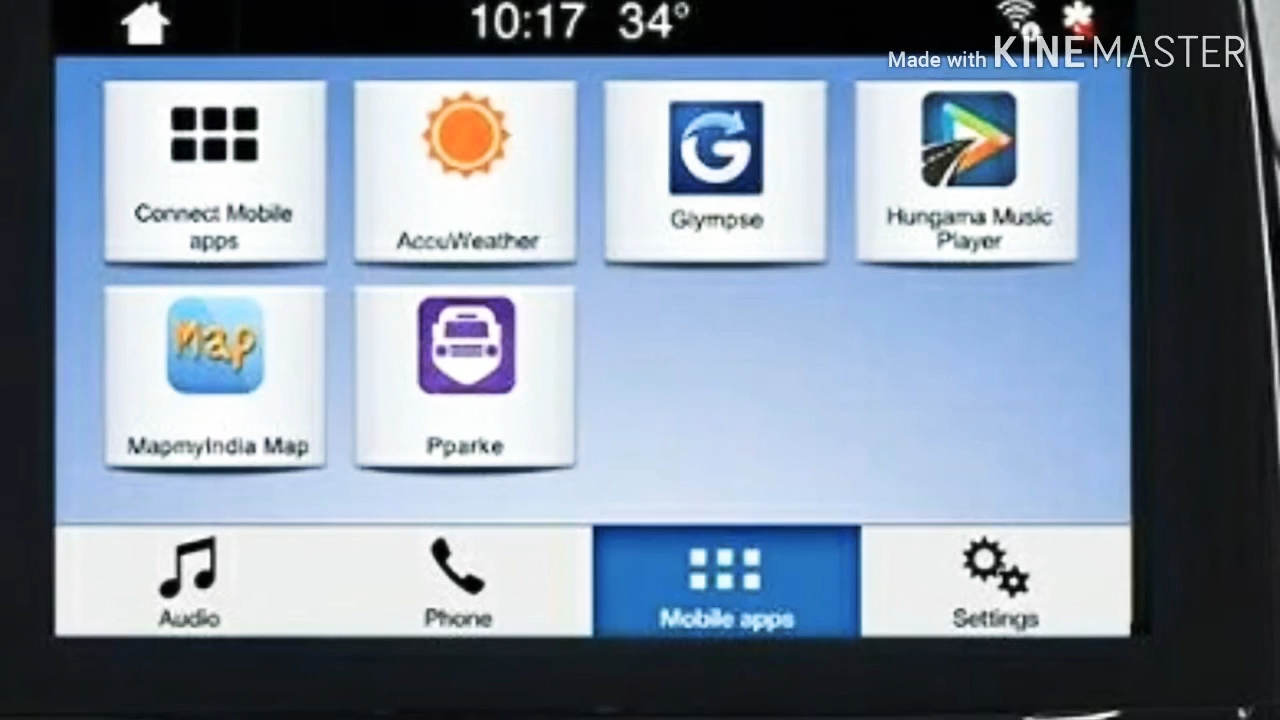 10:17 34°
Made with KINEMASTER
Connect Mobile
apps
AccuWeather
Glympse
G
Hungama Music
Player
Map
MapmyIndia Map
Pparke
Audio
Phone
Mobile apps
Settings